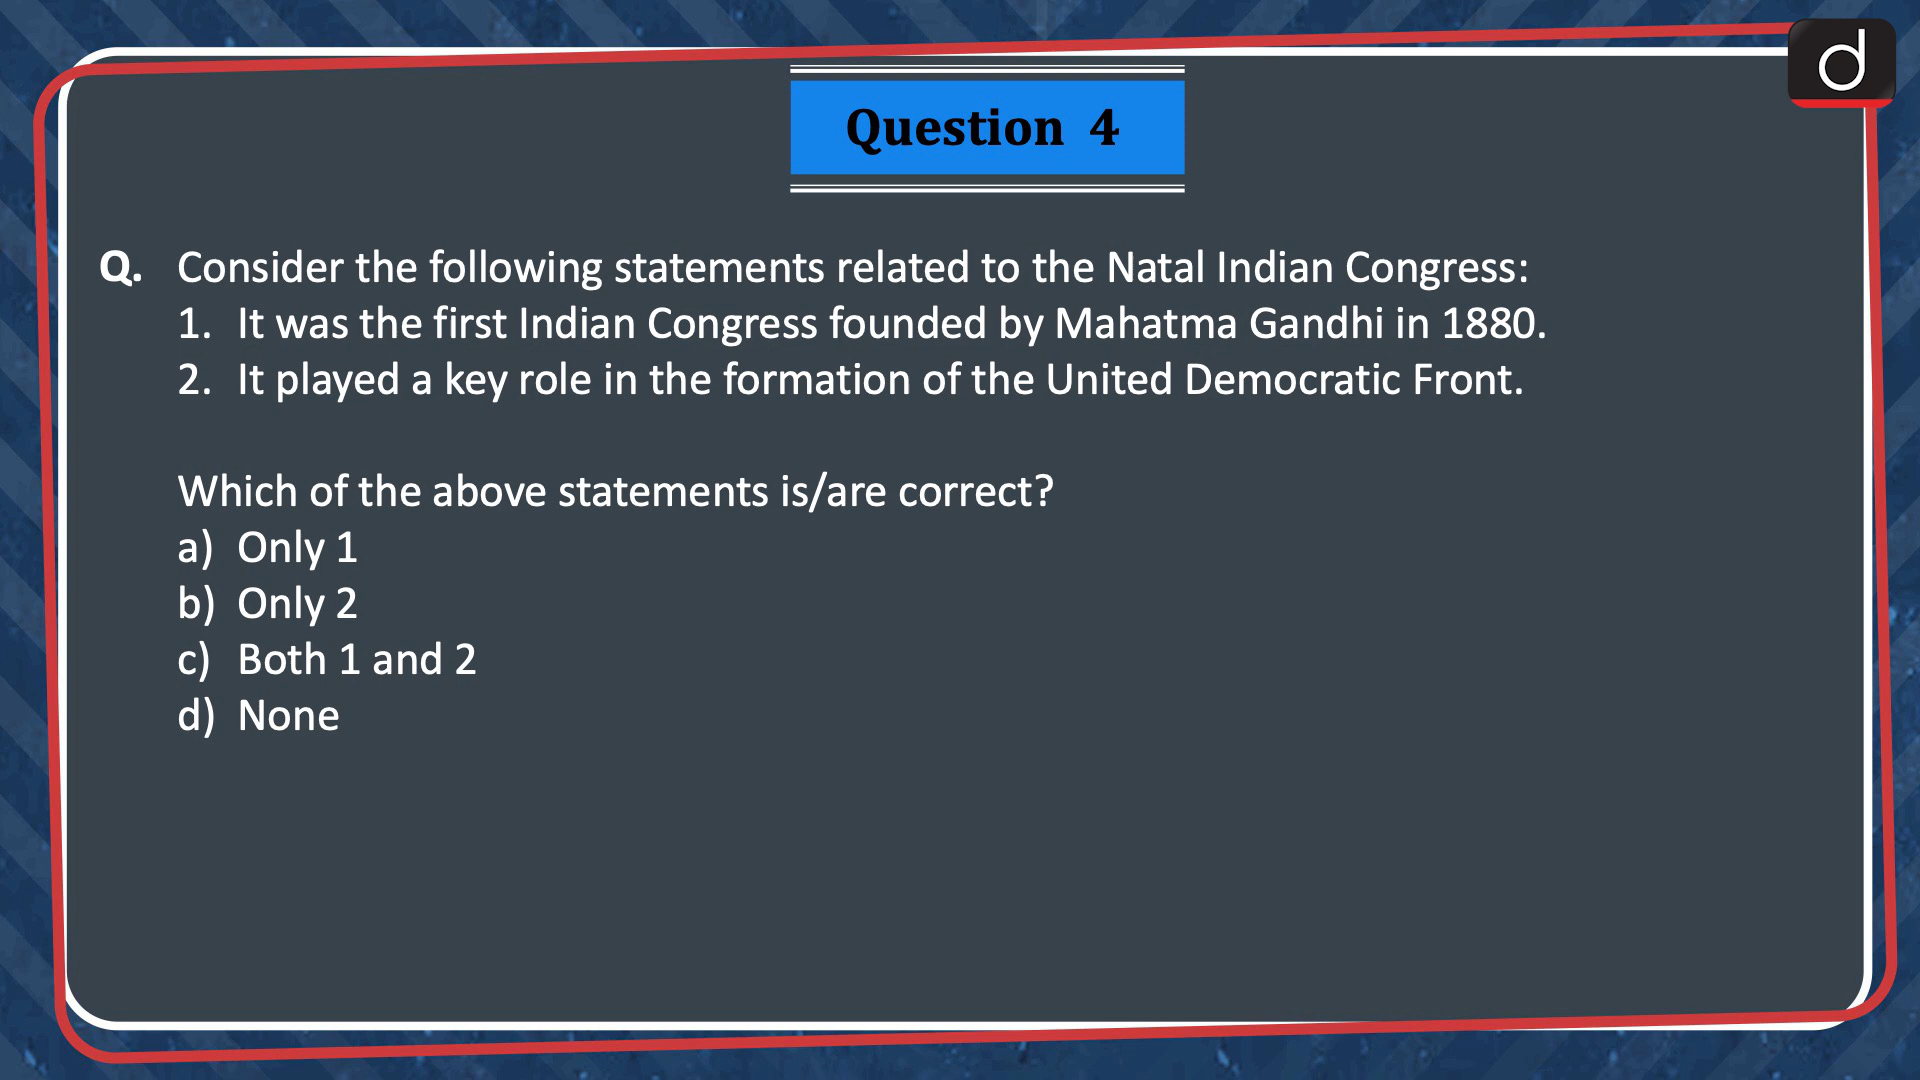 Question 4
Q. Consider the following statements related to the Natal Indian Congress:
1. It was the first Indian Congress founded by Mahatma Gandhi in 1880.
2. It played a key role in the formation of the United Democratic Front.
Which of the above statements is/are correct?
a) Only 1
b) Only 2
c) Both 1 and 2
d) None
d